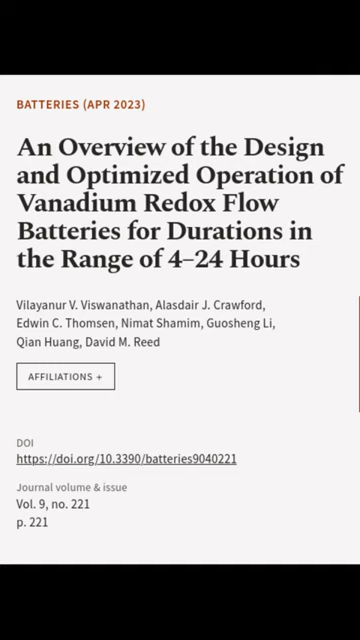 BATTERIES (APR 2023)
An Overview of the Design
and Optimized Operation of
Vanadium Redox Flow
Batteries for Durations in
the Range of 4–24 Hours
Vilayanur V. Viswanathan, Alasdair J. Crawford,
Edwin C. Thomsen, Nimat Shamim, Guosheng Li,
Qian Huang, David M. Reed
AFFILIATIONS +
DOI
https://doi.org/10.3390/batteries9040221
Journal volume & issue
Vol. 9, no. 221
p. 221